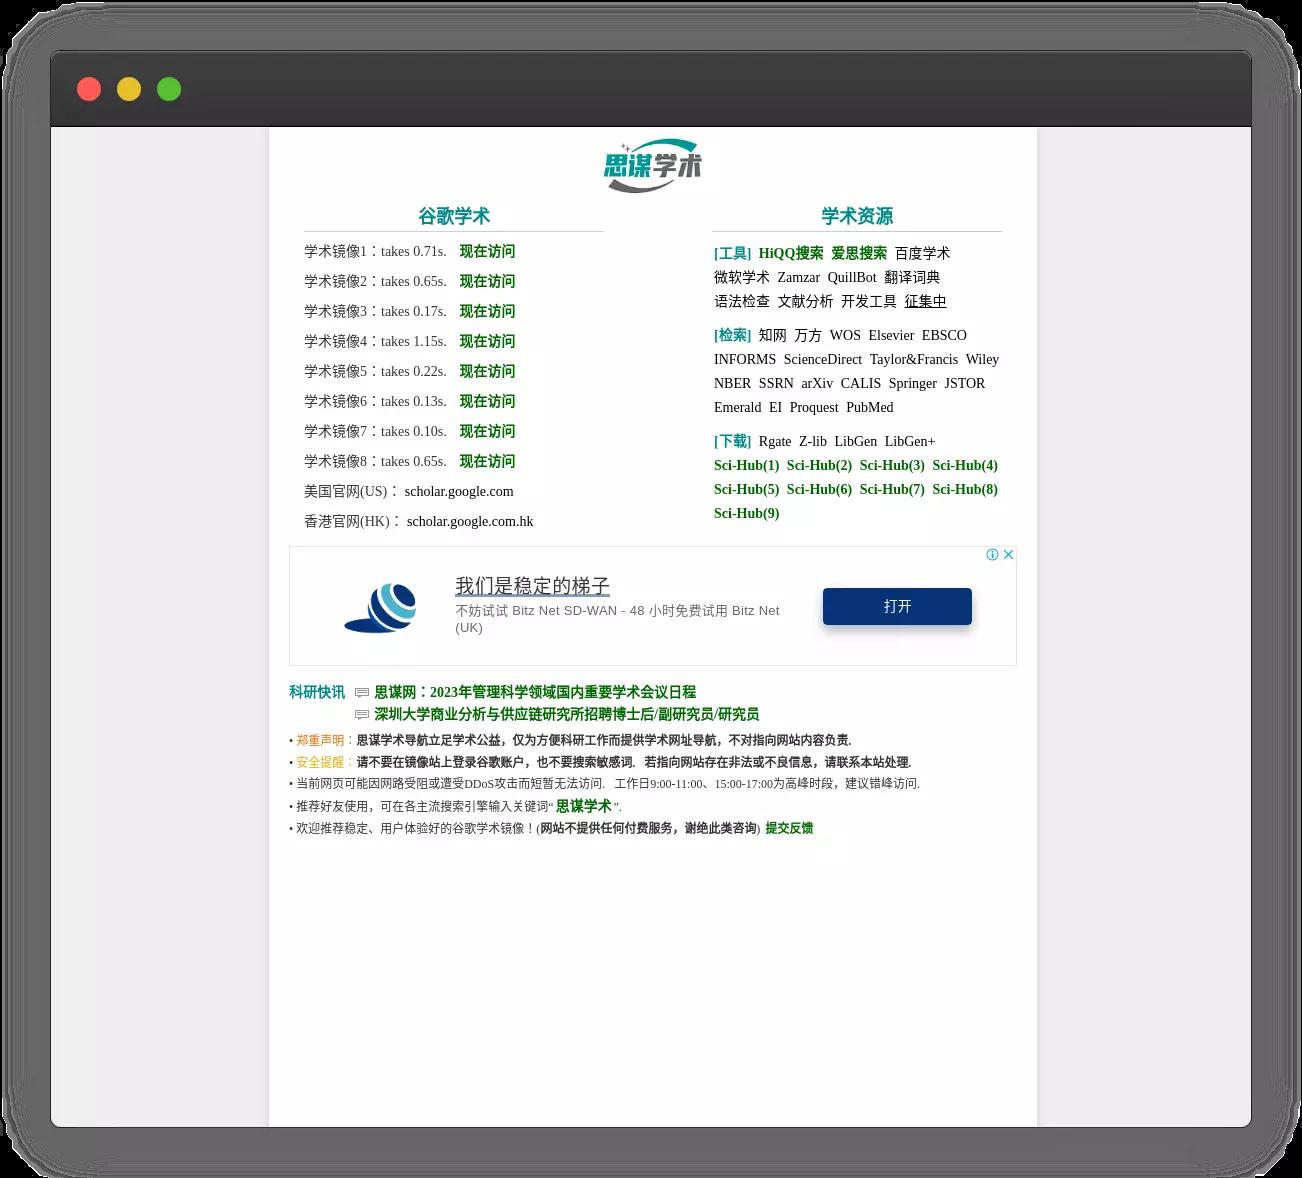 思谋学术
谷歌学术
学术镜像1：takes 0.71s. 现在访问
学术镜像2：takes 0.65s. 现在访问
学术镜像3：takes 0.17s. 现在访问
学术镜像4：takes 1.15s. 现在访问
学术镜像5：takes 0.22s. 现在访问
学术镜像6：takes 0.13s. 现在访问
学术镜像7：takes 0.10s. 现在访问
学术镜像8：takes 0.65s. 现在访问
美国官网(US)： scholar.google.com
香港官网(HK)： scholar.google.com.hk
学术资源
[工具] HiQQ搜索 爱思搜索 百度学术
微软学术 Zamzar QuillBot 翻译词典
语法检查 文献分析 开发工具 征集中
[检索] 知网 万方 WOS Elsevier EBSCO
INFORMS ScienceDirect Taylor&Francis Wiley
NBER SSRN arXiv CALIS Springer JSTOR
Emerald EI Proquest PubMed
[下载] Rgate Z-lib LibGen LibGen+
Sci-Hub(1) Sci-Hub(2) Sci-Hub(3) Sci-Hub(4)
Sci-Hub(5) Sci-Hub(6) Sci-Hub(7) Sci-Hub(8)
Sci-Hub(9)
我们是稳定的梯子
不妨试试 Bitz Net SD-WAN - 48 小时免费试用 Bitz Net
(UK)
打开
科研快讯 思谋网：2023年管理科学领域国内重要学术会议日程
深圳大学商业分析与供应链研究所招聘博士后/副研究员/研究员
• 郑重声明：思谋学术导航立足学术公益，仅为方便科研工作而提供学术网址导航，不对指向网站内容负责.
• 安全提醒：请不要在镜像站上登录谷歌账户，也不要搜索敏感词. 若指向网站存在非法或不良信息，请联系本站处理.
• 当前网页可能因网路受阻或遭受DDoS攻击而短暂无法访问. 工作日9:00-11:00、15:00-17:00为高峰时段，建议错峰访问.
• 推荐好友使用，可在各主流搜索引擎输入关键词“思谋学术”.
• 欢迎推荐稳定、用户体验好的谷歌学术镜像！(网站不提供任何付费服务，谢绝此类咨询) 提交反馈